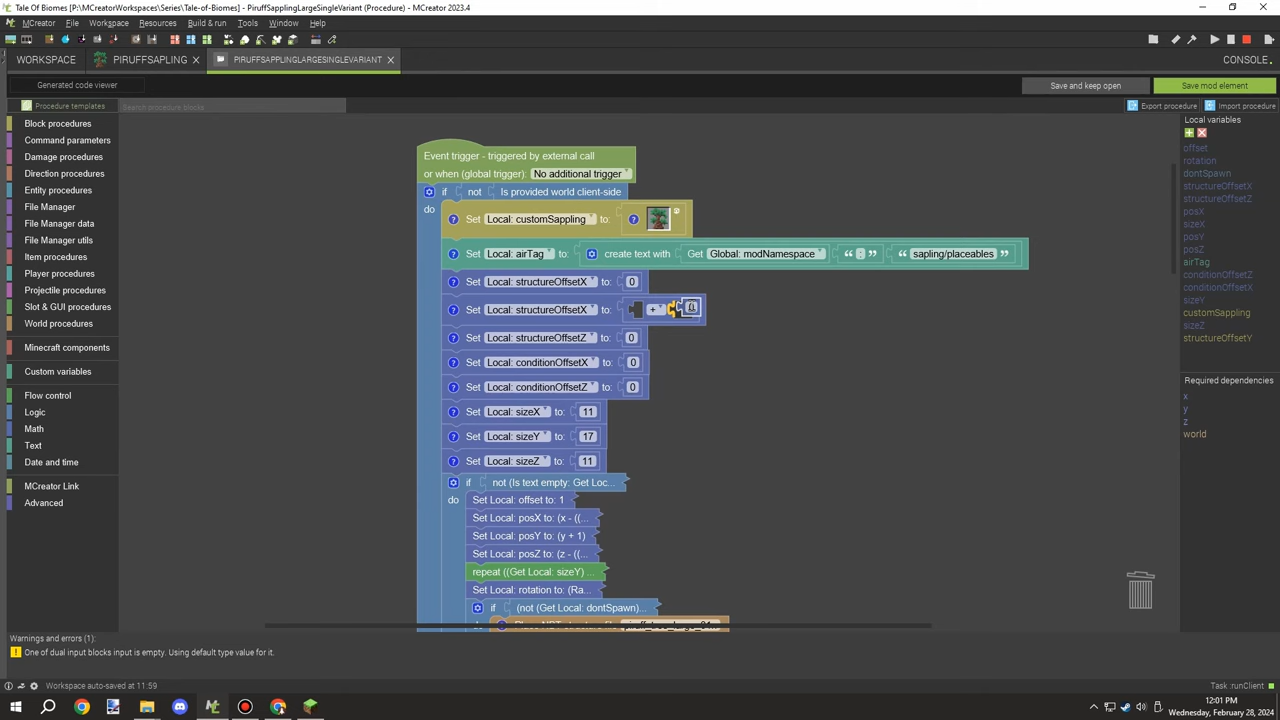 Tale Of Biomes [P:\MCreatorWorkspaces\Series\Tale-of-Biomes] - PiruffSapplingLargeSingleVariant (Procedure) - MCreator 2023.4
MCreator File Workspace Resources Build & run Tools Window Help
WORKSPACE PIRUFFSAPLING PIRUFFSAPPLINGLARGESINGLEVARIANT CONSOLE
Generated code viewer Save and keep open Save mod element
Procedure templates Search procedure blocks Export procedure Import procedure
Block procedures
Command parameters
Damage procedures
Direction procedures
Entity procedures
File Manager
File Manager data
File Manager utils
Item procedures
Player procedures
Projectile procedures
Slot & GUI procedures
World procedures
Minecraft components
Custom variables
Flow control
Logic
Math
Text
Date and time
MCreator Link
Advanced
Event trigger - triggered by external call
or when (global trigger): No additional trigger
if not Is provided world client-side
do Set Local: customSappling to:
Set Local: airTag to: create text with Get Global: modNamespace “ : ” “ sapling/placeables ”
Set Local: structureOffsetX to: 0
Set Local: structureOffsetX to: + 0
Set Local: structureOffsetZ to: 0
Set Local: conditionOffsetX to: 0
Set Local: conditionOffsetZ to: 0
Set Local: sizeX to: 11
Set Local: sizeY to: 17
Set Local: sizeZ to: 11
if not (Is text empty: Get Loc...
do Set Local: offset to: 1
Set Local: posX to: (x - ((...
Set Local: posY to: (y + 1)
Set Local: posZ to: (z - ((...
repeat ((Get Local: sizeY) ...
Set Local: rotation to: (Ra...
if (not (Get Local: dontSpawn)...
Local variables
offset
rotation
dontSpawn
structureOffsetX
structureOffsetZ
posX
sizeX
posY
posZ
airTag
conditionOffsetZ
conditionOffsetX
sizeY
customSappling
sizeZ
structureOffsetY
Required dependencies
x
y
z
world
Warnings and errors (1):
One of dual input blocks input is empty. Using default type value for it.
Workspace auto-saved at 11:59 Task :runClient
12:01 PM
Wednesday, February 28, 2024